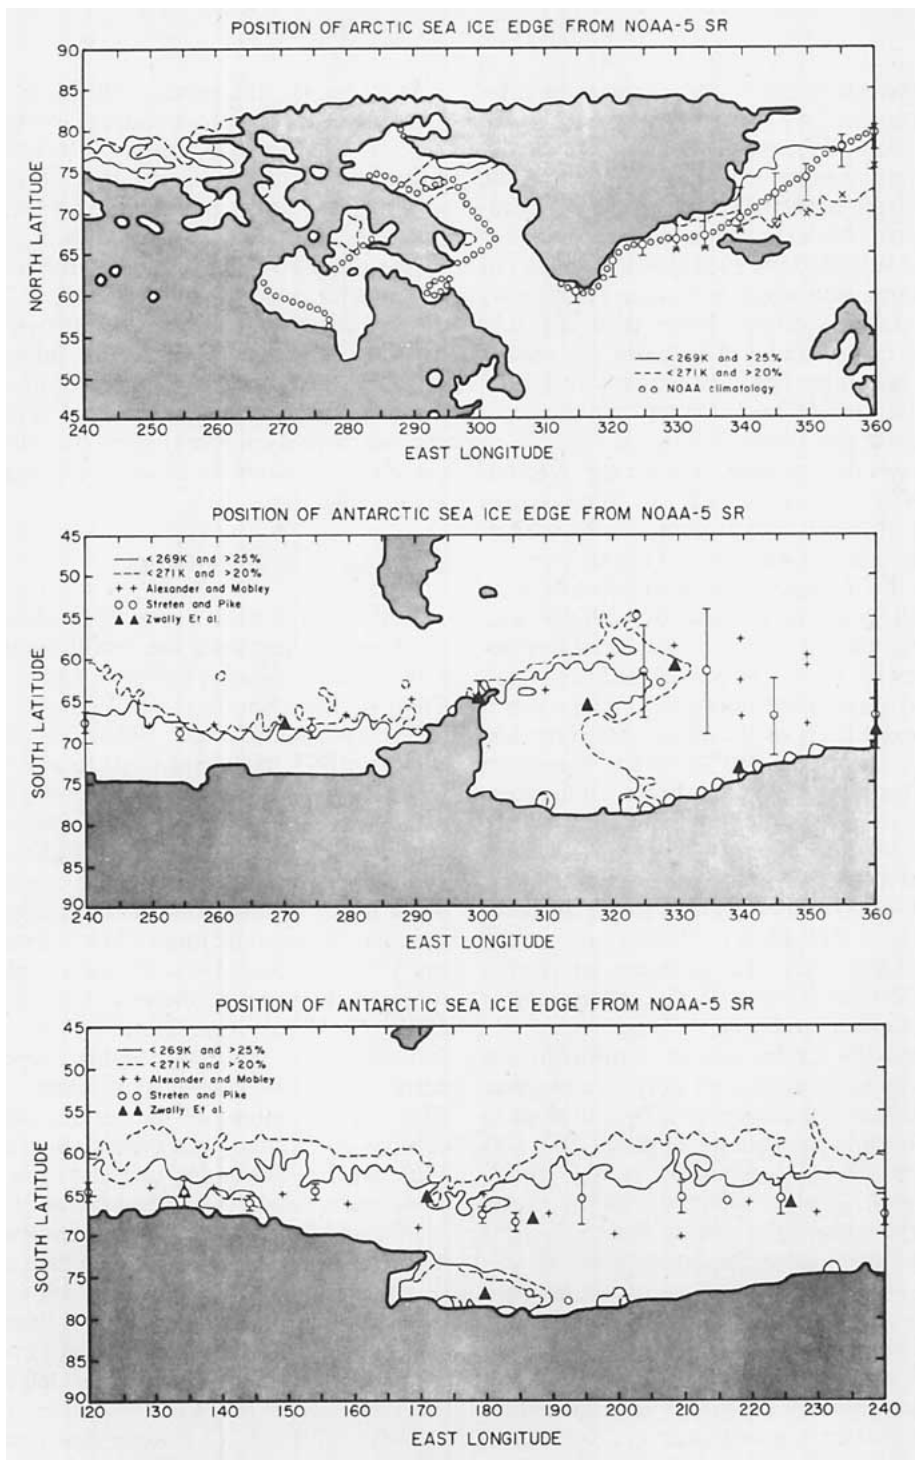 POSITION OF ARCTIC SEA ICE EDGE FROM NOAA-5 SR
90
85
80
75
70
65
60
55
50
45
NORTH LATITUDE
<269K and >25%
<271K and >20%
NOAA climatology
240 250 260 270 280 290 300 310 320 330 340 350 360
EAST LONGITUDE
POSITION OF ANTARCTIC SEA ICE EDGE FROM NOAA-5 SR
45
50
55
60
65
70
75
80
85
90
SOUTH LATITUDE
<269K and >25%
<271K and >20%
Alexander and Mobley
Streten and Pike
Zwally Et al.
240 250 260 270 280 290 300 310 320 330 340 350 360
EAST LONGITUDE
POSITION OF ANTARCTIC SEA ICE EDGE FROM NOAA-5 SR
45
50
55
60
65
70
75
80
85
90
SOUTH LATITUDE
<269K and >25%
<271K and >20%
Alexander and Mobley
Streten and Pike
Zwally Et al.
120 130 140 150 160 170 180 190 200 210 220 230 240
EAST LONGITUDE